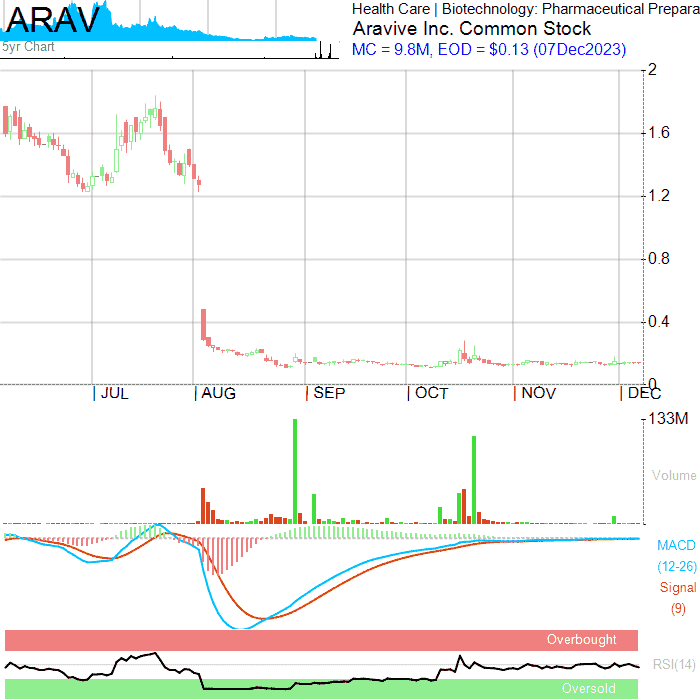 ARAV
5yr Chart
Health Care | Biotechnology: Pharmaceutical Prepara
Aravive Inc. Common Stock
MC = 9.8M, EOD = $0.13 (07Dec2023)
2
1.6
1.2
0.8
0.4
0
JUL AUG SEP OCT NOV DEC
133M
Volume
MACD
(12-26)
Signal
(9)
Overbought
RSI(14)
Oversold